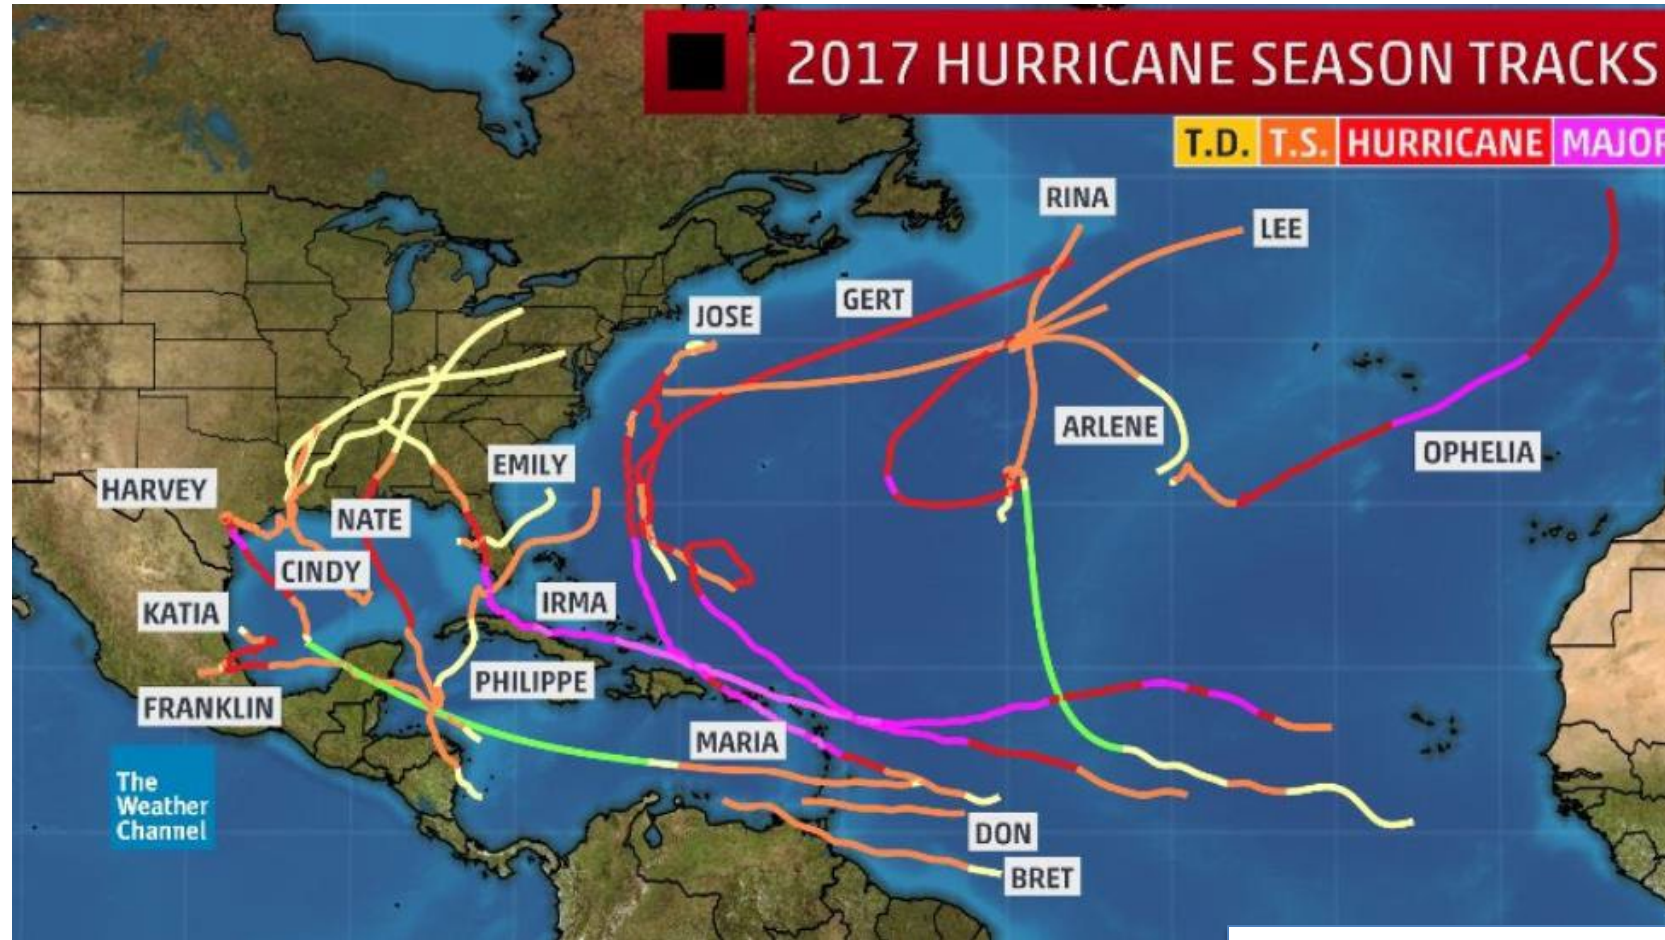 2017 HURRICANE SEASON TRACKS
T.D. T.S. HURRICANE MAJOR
RINA
LEE
GERT
JOSE
ARLENE
OPHELIA
EMILY
HARVEY
NATE
CINDY
IRMA
KATIA
PHILIPPE
FRANKLIN
MARIA
The
Weather
Channel
DON
BRET